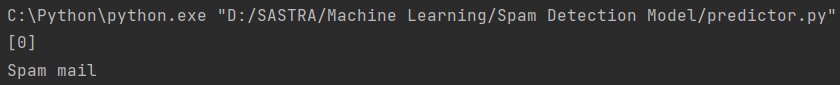 C:\Python\python.exe "D:/SASTRA/Machine Learning/Spam Detection Model/predictor.py"
[0]
Spam mail